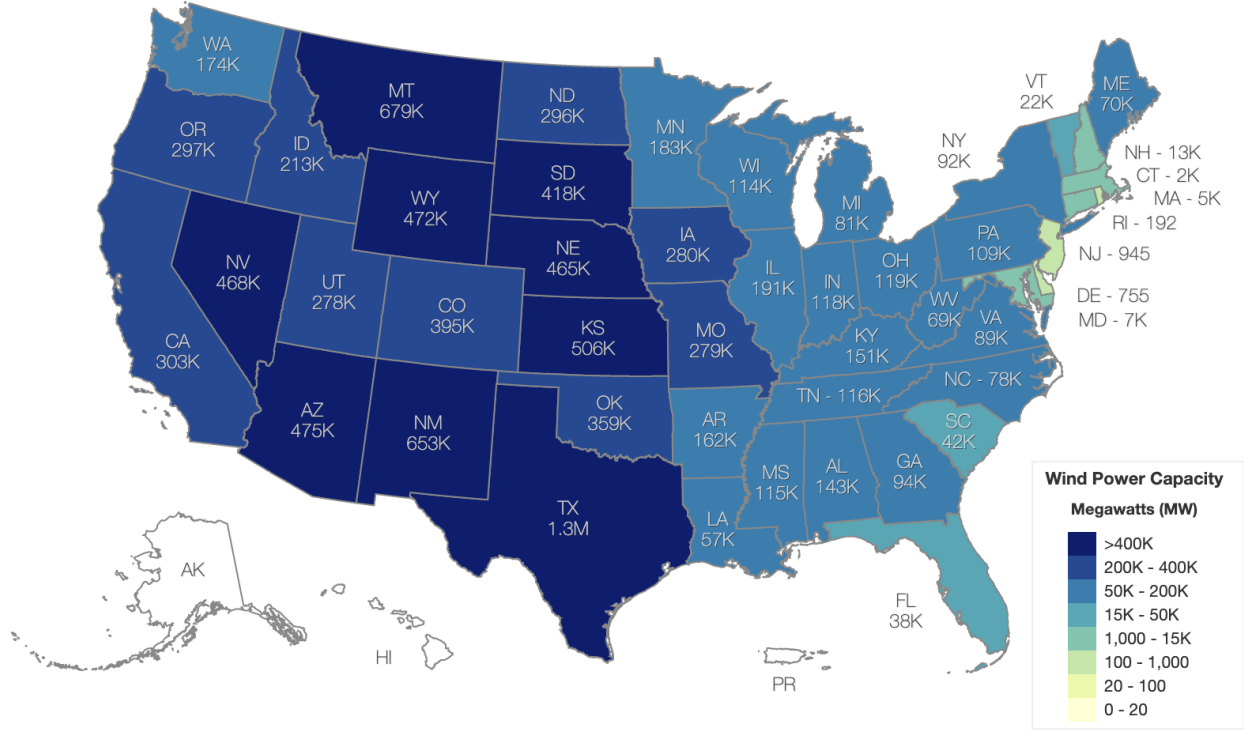 WA
174K
OR
297K
CA
303K
NV
468K
ID
213K
MT
679K
WY
472K
UT
278K
AZ
475K
CO
395K
NM
653K
ND
296K
SD
418K
NE
465K
KS
506K
OK
359K
TX
1.3M
MN
183K
IA
280K
MO
279K
AR
162K
LA
57K
WI
114K
IL
191K
MI
81K
IN
118K
OH
119K
KY
151K
TN - 116K
MS
115K
AL
143K
GA
94K
FL
38K
SC
42K
NC - 78K
VA
89K
WV
69K
PA
109K
NY
92K
VT
22K
ME
70K
NH - 13K
CT - 2K
MA - 5K
RI - 192
NJ - 945
DE - 755
MD - 7K
AK
HI
PR
Wind Power Capacity
Megawatts (MW)
>400K
200K - 400K
50K - 200K
15K - 50K
1,000 - 15K
100 - 1,000
20 - 100
0 - 20